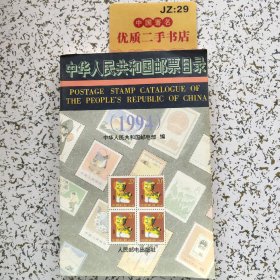 JZ:29
中国著名
优质二手书店
中华人民共和国邮票目录
POSTAGE STAMP CATALOGUE OF
THE PEOPLE'S REPUBLIC OF CHINA
(1994)
中华人民共和国邮电部 编
人民邮电出版社